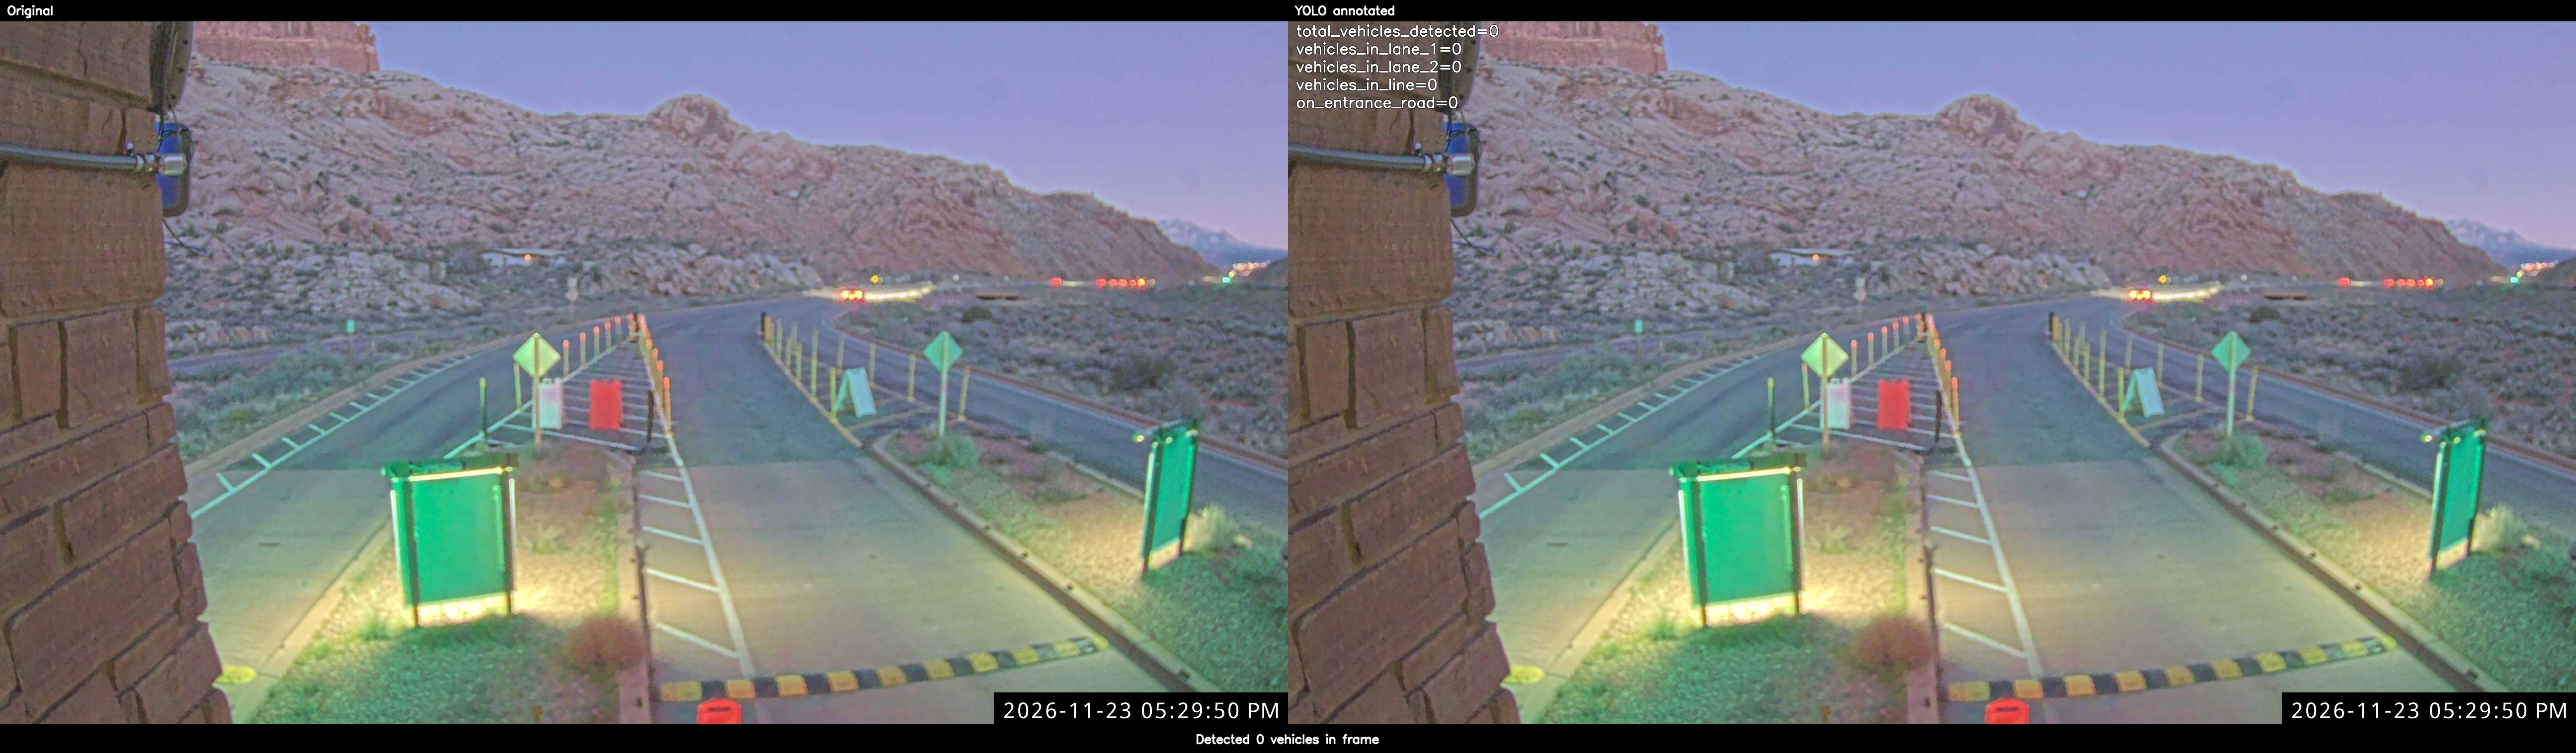 Original
YOLO annotated
total_vehicles_detected=0
vehicles_in_lane_1=0
vehicles_in_lane_2=0
vehicles_in_line=0
on_entrance_road=0
2026-11-23 05:29:50 PM
2026-11-23 05:29:50 PM
Detected 0 vehicles in frame